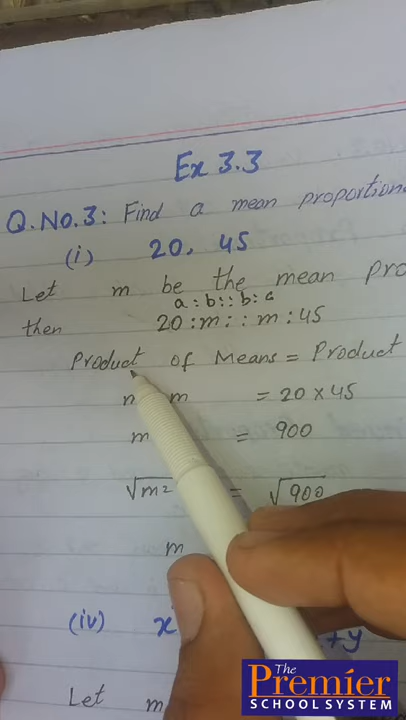 Ex 3.3
Q.No.3: Find a mean proportional
(i) 20, 45
Let m be the mean pro
a : b :: b : c
then 20 : m :: m : 45
Product of Means = Product
m = 20 × 45
m = 900
√m² = √900
m
(iv) x + y
Let m
The
Premier
SCHOOL SYSTEM